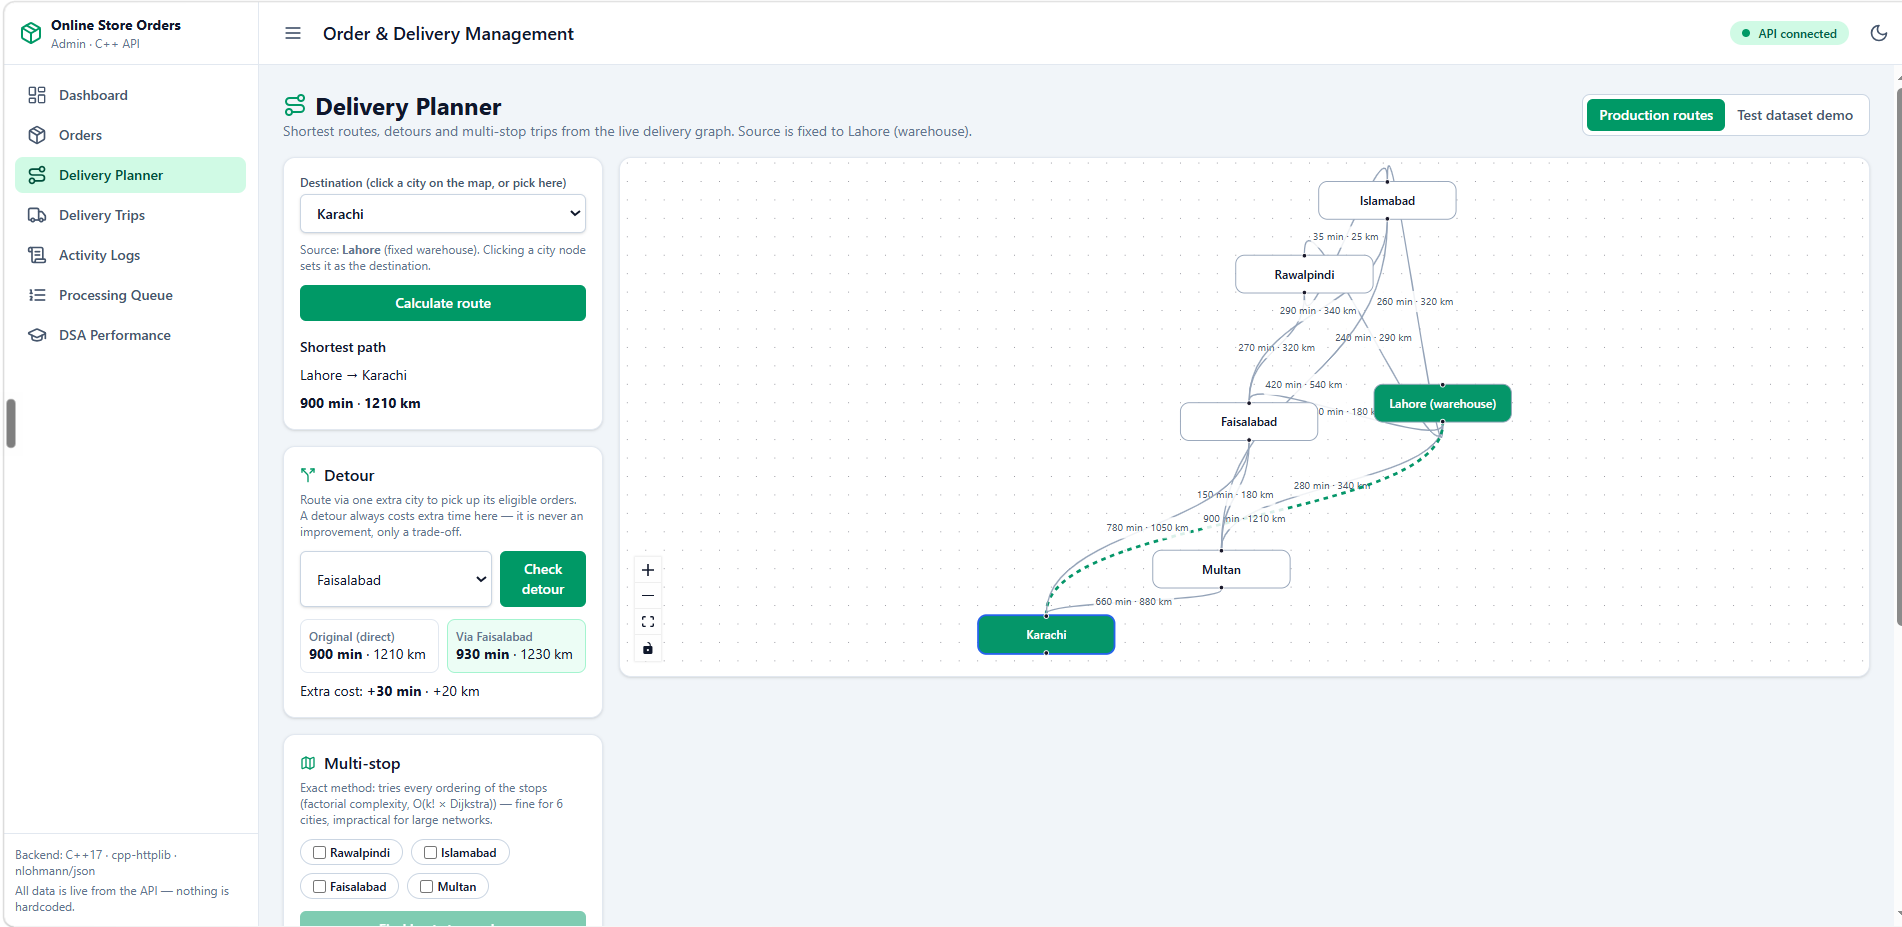 Online Store Orders
Admin · C++ API
Dashboard
Orders
Delivery Planner
Delivery Trips
Activity Logs
Processing Queue
DSA Performance
Backend: C++17 · cpp-httplib ·
nlohmann/json
All data is live from the API — nothing is
hardcoded.
Order & Delivery Management
API connected
Delivery Planner
Shortest routes, detours and multi-stop trips from the live delivery graph. Source is fixed to Lahore (warehouse).
Production routes
Test dataset demo
Destination (click a city on the map, or pick here)
Karachi
Source: Lahore (fixed warehouse). Clicking a city node
sets it as the destination.
Calculate route
Shortest path
Lahore → Karachi
900 min · 1210 km
Detour
Route via one extra city to pick up its eligible orders.
A detour always costs extra time here — it is never an
improvement, only a trade-off.
Faisalabad
Check
detour
Original (direct)
900 min · 1210 km
Via Faisalabad
930 min · 1230 km
Extra cost: +30 min · +20 km
Multi-stop
Exact method: tries every ordering of the stops
(factorial complexity, O(k! × Dijkstra)) — fine for 6
cities, impractical for large networks.
Rawalpindi
Islamabad
Faisalabad
Multan
Islamabad
35 min · 25 km
Rawalpindi
260 min · 320 km
290 min · 340 km
240 min · 290 km
270 min · 320 km
420 min · 540 km
Lahore (warehouse)
0 min · 180
Faisalabad
280 min · 340 km
150 min · 180 km
900 min · 1210 km
780 min · 1050 km
Multan
660 min · 880 km
Karachi